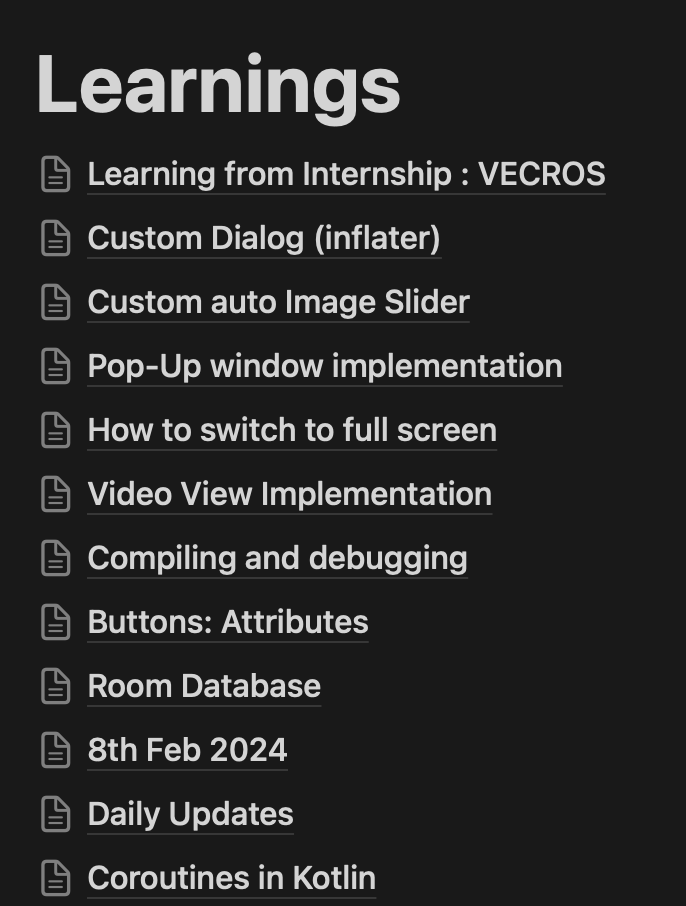 Learnings
Learning from Internship : VECROS
Custom Dialog (inflater)
Custom auto Image Slider
Pop-Up window implementation
How to switch to full screen
Video View Implementation
Compiling and debugging
Buttons: Attributes
Room Database
8th Feb 2024
Daily Updates
Coroutines in Kotlin